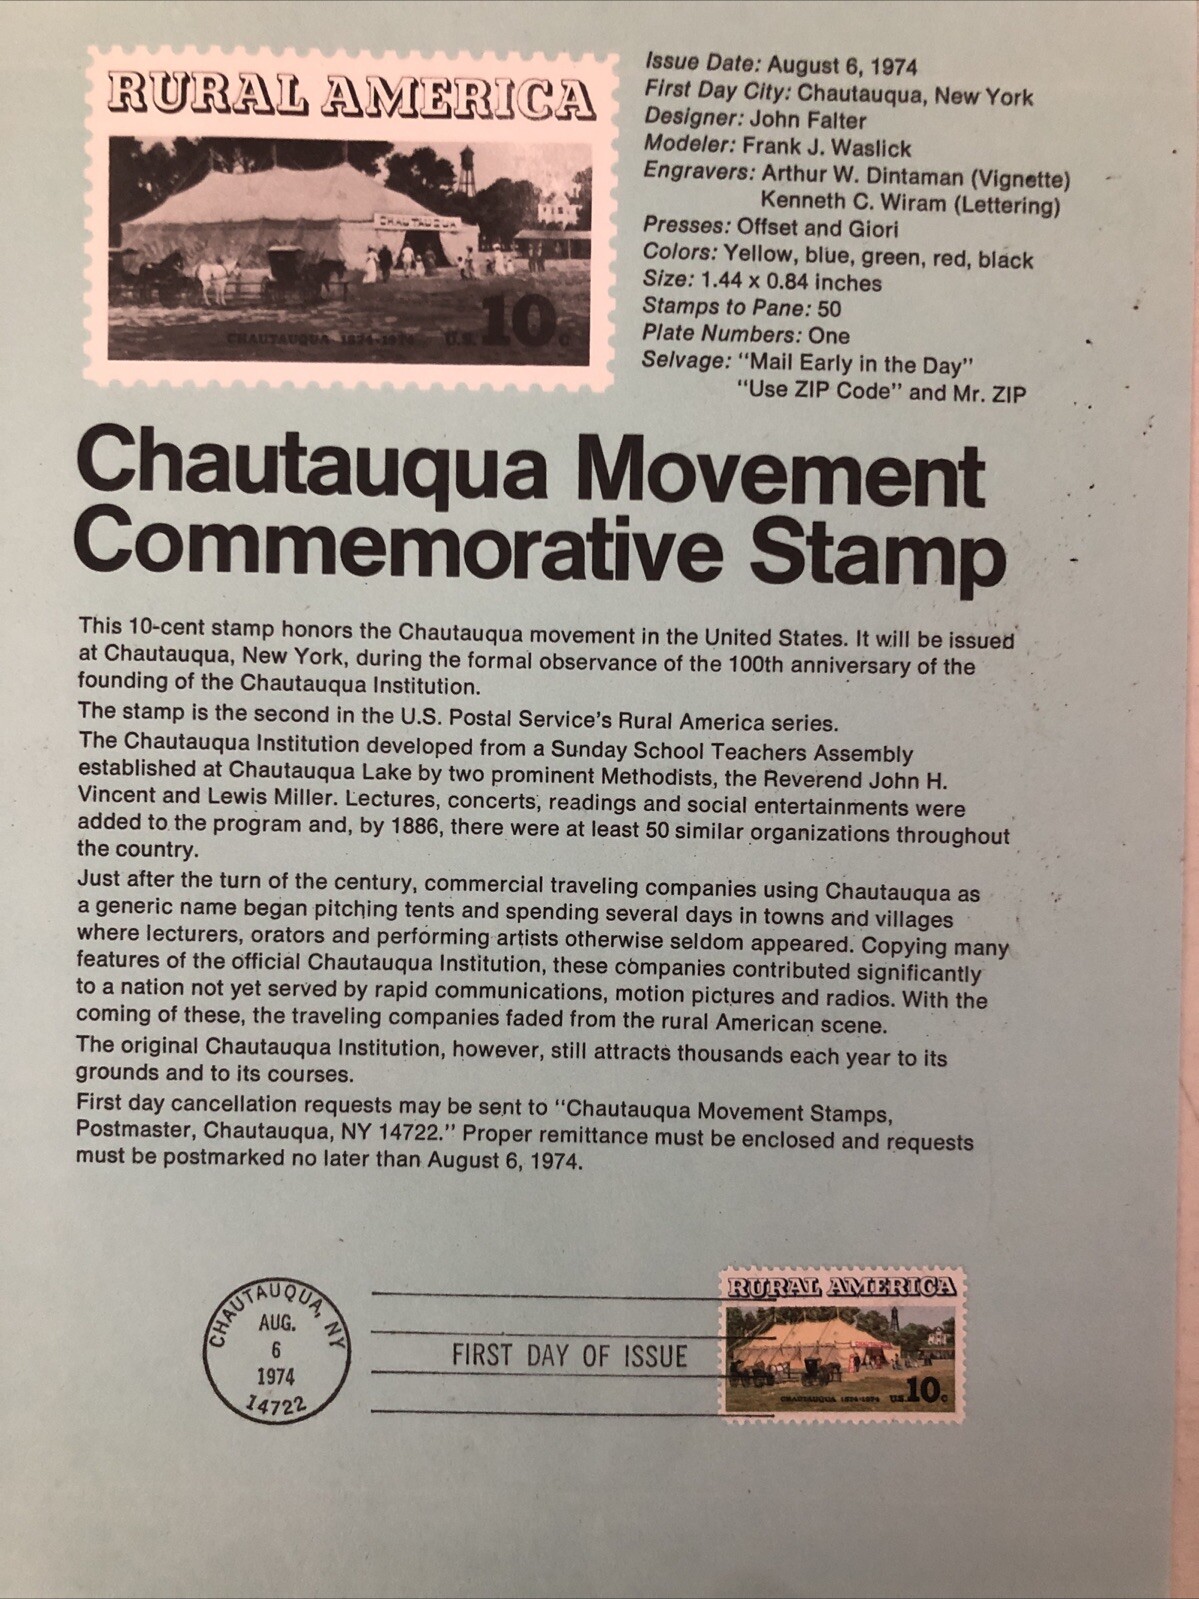 RURAL AMERICA
CHAUTAUQUA
CHAUTAUQUA 1874-1974 U.S. 10c
Issue Date: August 6, 1974
First Day City: Chautauqua, New York
Designer: John Falter
Modeler: Frank J. Waslick
Engravers: Arthur W. Dintaman (Vignette)
Kenneth C. Wiram (Lettering)
Presses: Offset and Giori
Colors: Yellow, blue, green, red, black
Size: 1.44 x 0.84 inches
Stamps to Pane: 50
Plate Numbers: One
Selvage: “Mail Early in the Day”
“Use ZIP Code” and Mr. ZIP
Chautauqua Movement
Commemorative Stamp
This 10-cent stamp honors the Chautauqua movement in the United States. It will be issued
at Chautauqua, New York, during the formal observance of the 100th anniversary of the
founding of the Chautauqua Institution.
The stamp is the second in the U.S. Postal Service’s Rural America series.
The Chautauqua Institution developed from a Sunday School Teachers Assembly
established at Chautauqua Lake by two prominent Methodists, the Reverend John H.
Vincent and Lewis Miller. Lectures, concerts, readings and social entertainments were
added to the program and, by 1886, there were at least 50 similar organizations throughout
the country.
Just after the turn of the century, commercial traveling companies using Chautauqua as
a generic name began pitching tents and spending several days in towns and villages
where lecturers, orators and performing artists otherwise seldom appeared. Copying many
features of the official Chautauqua Institution, these companies contributed significantly
to a nation not yet served by rapid communications, motion pictures and radios. With the
coming of these, the traveling companies faded from the rural American scene.
The original Chautauqua Institution, however, still attracts thousands each year to its
grounds and to its courses.
First day cancellation requests may be sent to “Chautauqua Movement Stamps,
Postmaster, Chautauqua, NY 14722.” Proper remittance must be enclosed and requests
must be postmarked no later than August 6, 1974.
CHAUTAUQUA, NY
AUG.
6
1974
14722
FIRST DAY OF ISSUE
RURAL AMERICA
CHAUTAUQUA 1874-1974 U.S. 10c